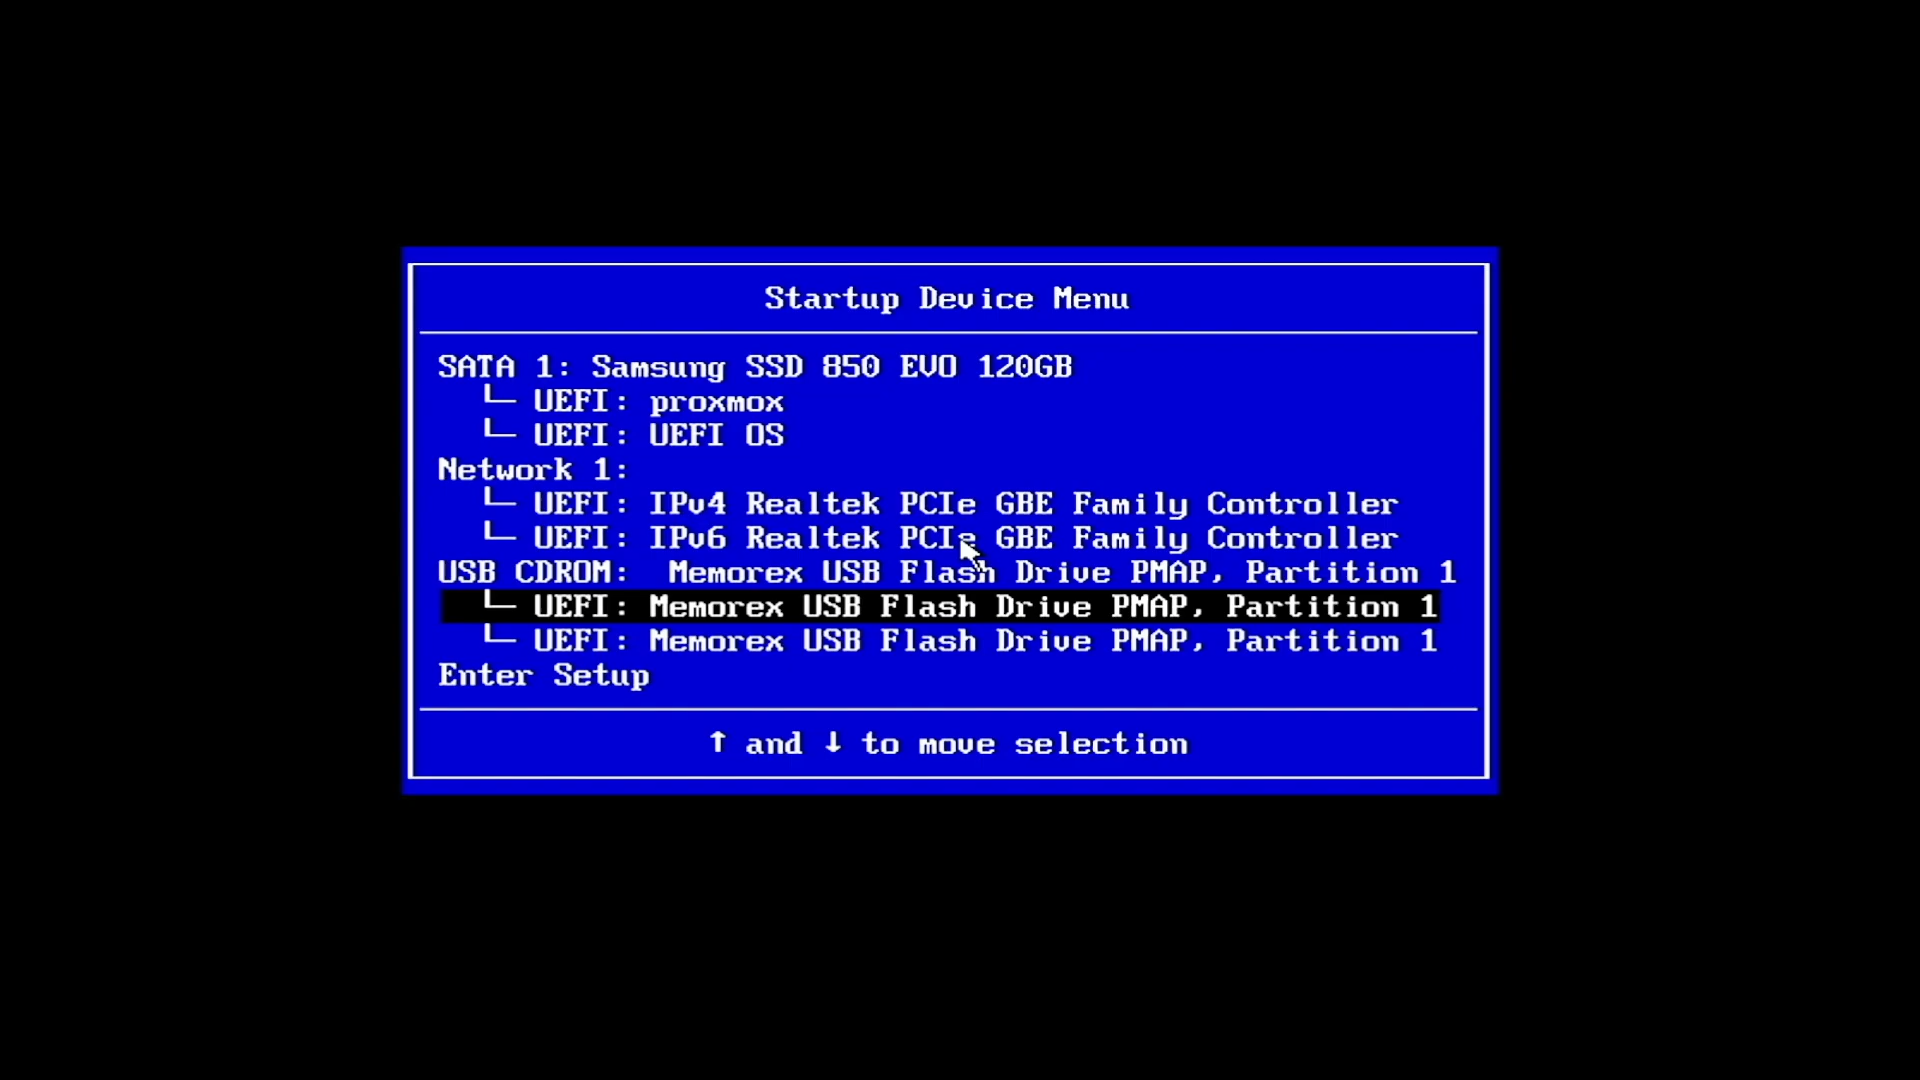 Startup Device Menu
SATA 1: Samsung SSD 850 EVO 120GB
└─ UEFI: proxmox
└─ UEFI: UEFI OS
Network 1:
└─ UEFI: IPv4 Realtek PCIe GBE Family Controller
└─ UEFI: IPv6 Realtek PCIe GBE Family Controller
USB CDROM:  Memorex USB Flash Drive PMAP, Partition 1
└─ UEFI: Memorex USB Flash Drive PMAP, Partition 1
└─ UEFI: Memorex USB Flash Drive PMAP, Partition 1
Enter Setup
↑ and ↓ to move selection